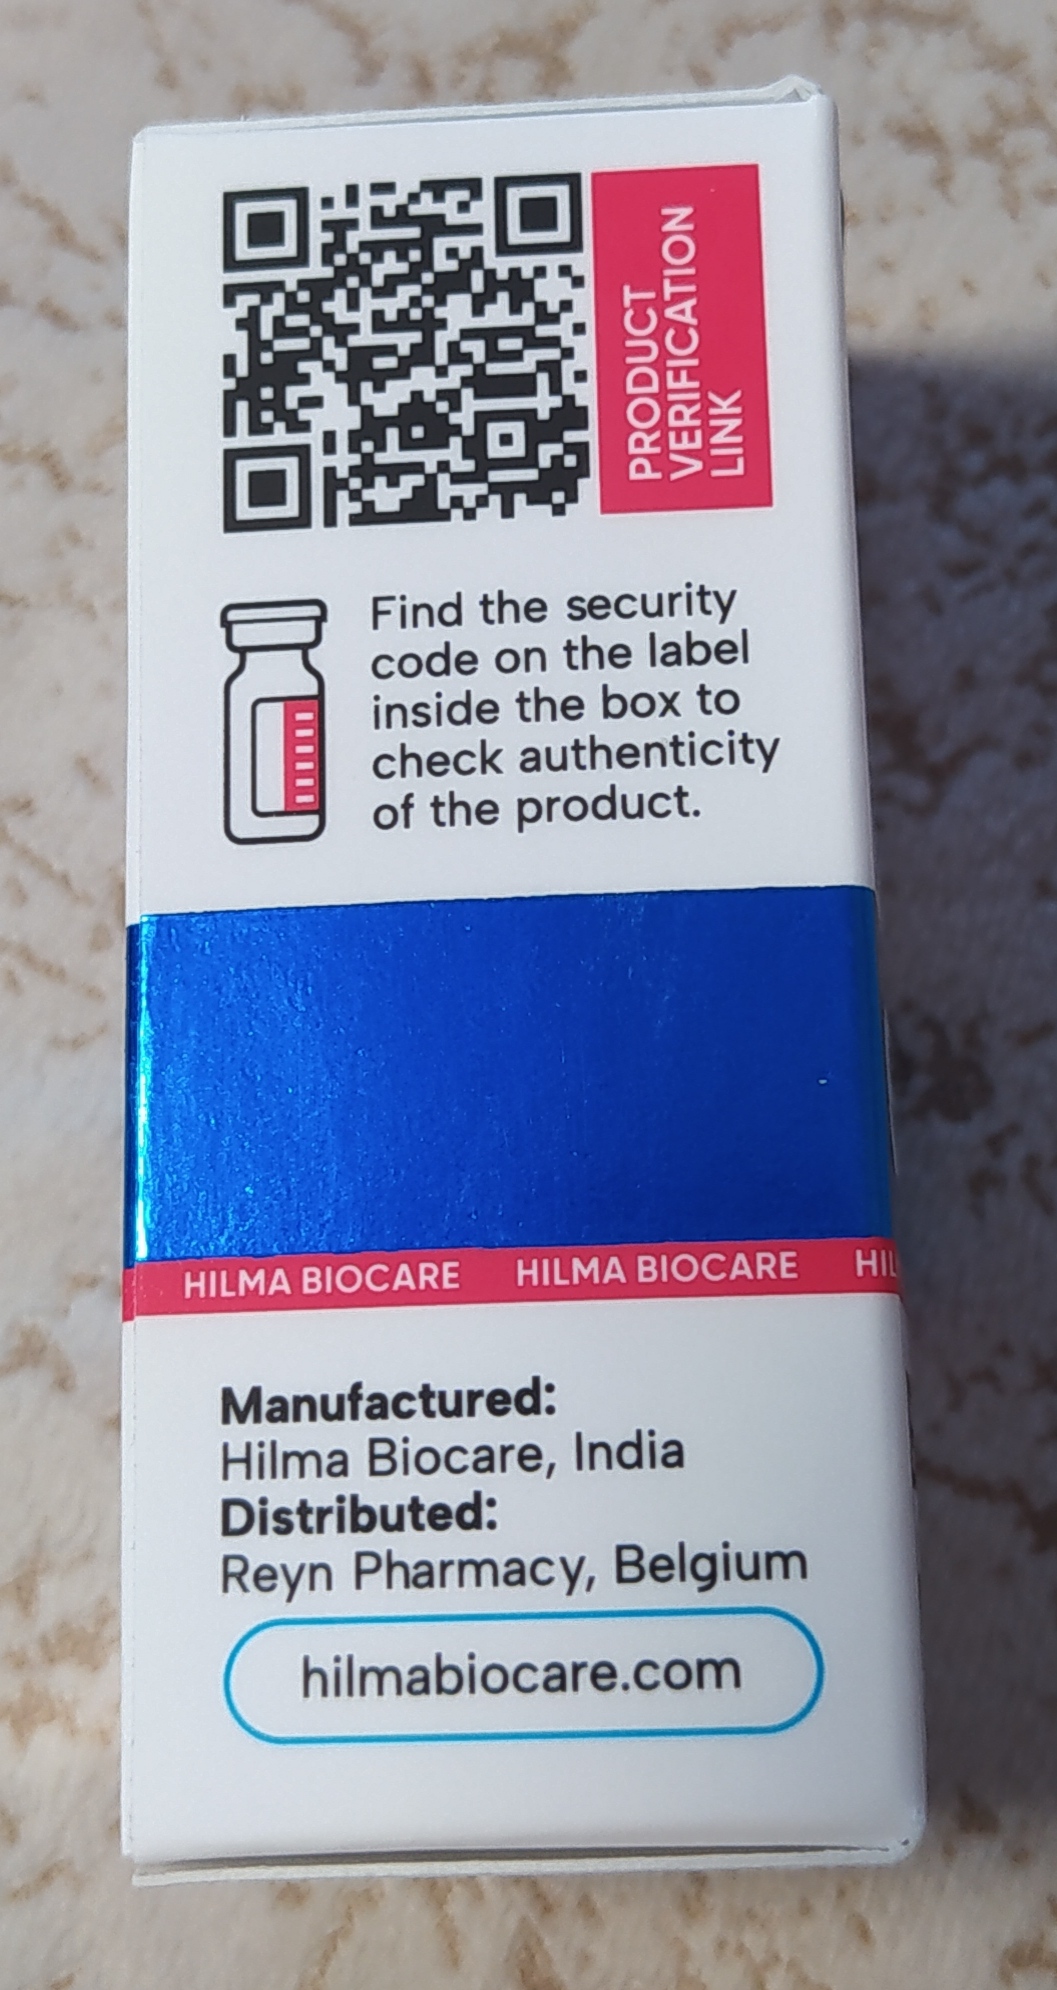 PRODUCT
VERIFICATION
LINK
Find the security
code on the label
inside the box to
check authenticity
of the product.
HILMA BIOCARE HILMA BIOCARE HIL
Manufactured:
Hilma Biocare, India
Distributed:
Reyn Pharmacy, Belgium
hilmabiocare.com